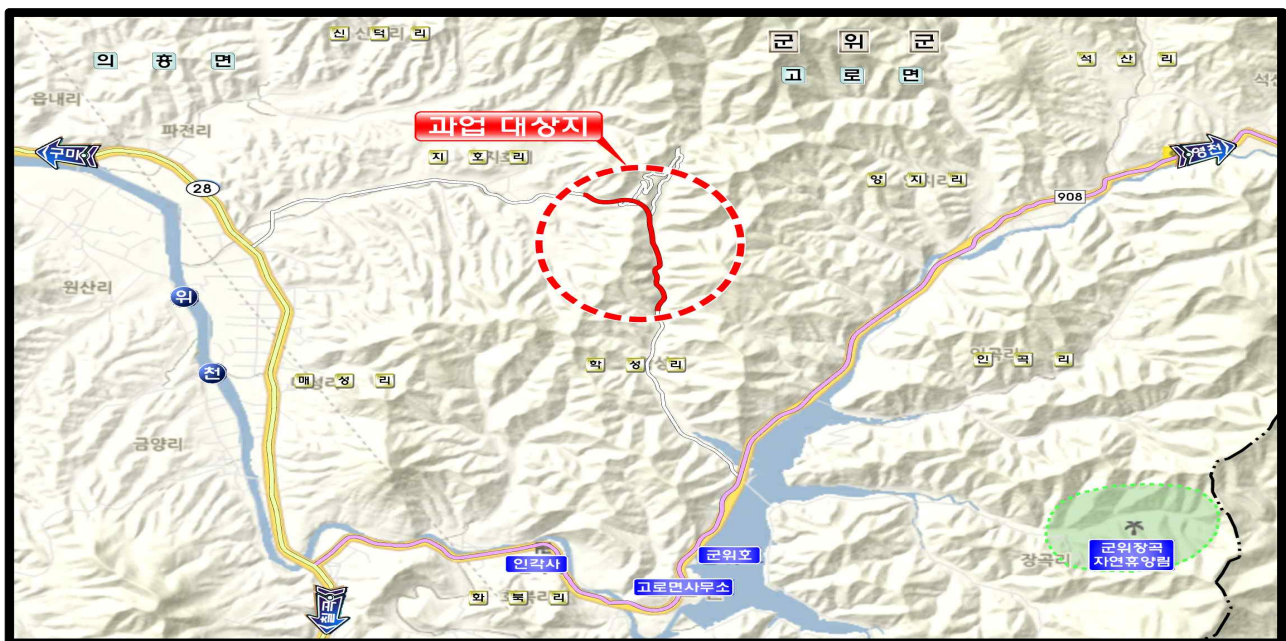 신 덕 리
군 위 군
의 흥 면
고 로 면
석 산 리
읍내리
파전리
과업 대상지
구미
영천
지 호 리
양 지 리
28
908
원산리
위
천
매 성 리
학 성 리
인 곡 리
금양리
군위호
인각사
고로면사무소
장곡리
군위장곡
자연휴양림
화 북 리